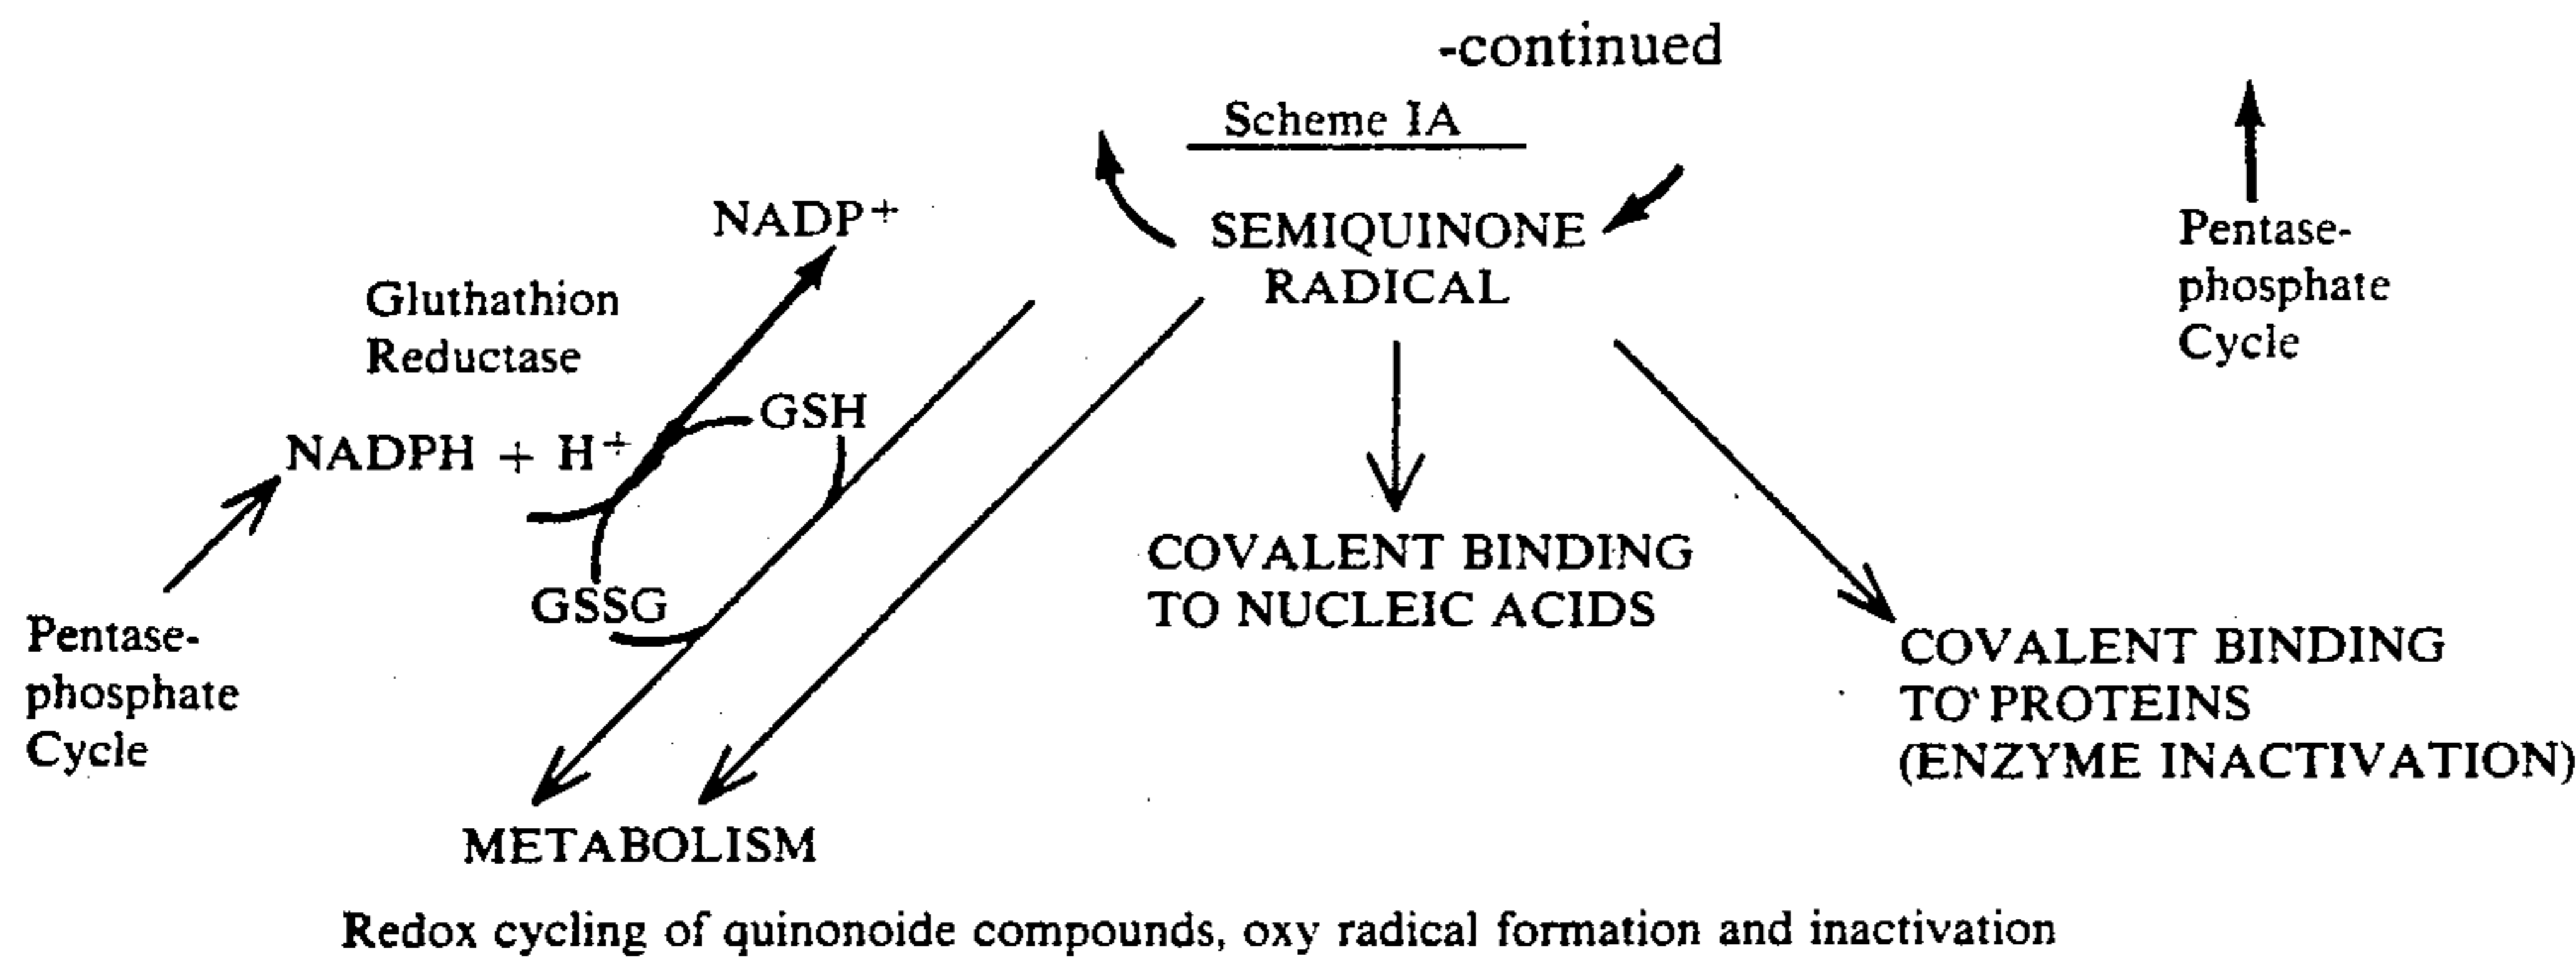 -continued
Scheme IA
NADP+
SEMIQUINONE
RADICAL
Pentase-
phosphate
Cycle
Gluthathion
Reductase
GSH
NADPH + H+
COVALENT BINDING
TO NUCLEIC ACIDS
GSSG
Pentase-
phosphate
Cycle
COVALENT BINDING
TO PROTEINS
(ENZYME INACTIVATION)
METABOLISM
Redox cycling of quinonoide compounds, oxy radical formation and inactivation